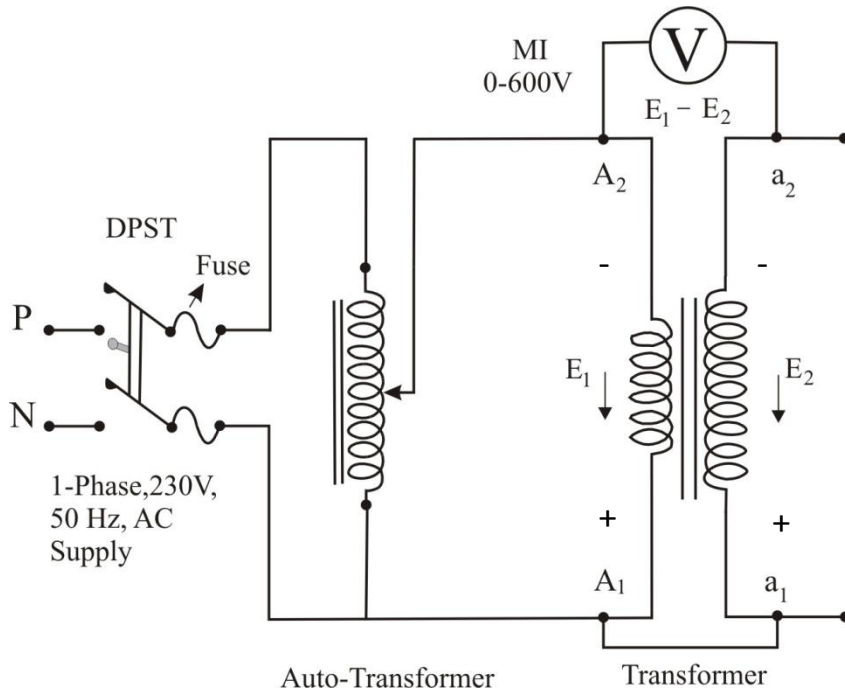 MI
0-600V
V
E₁ – E₂
A₂
a₂
DPST
Fuse
P
N
-
-
E₁
E₂
1-Phase,230V,
50 Hz, AC
Supply
+
+
A₁
a₁
Auto-Transformer
Transformer